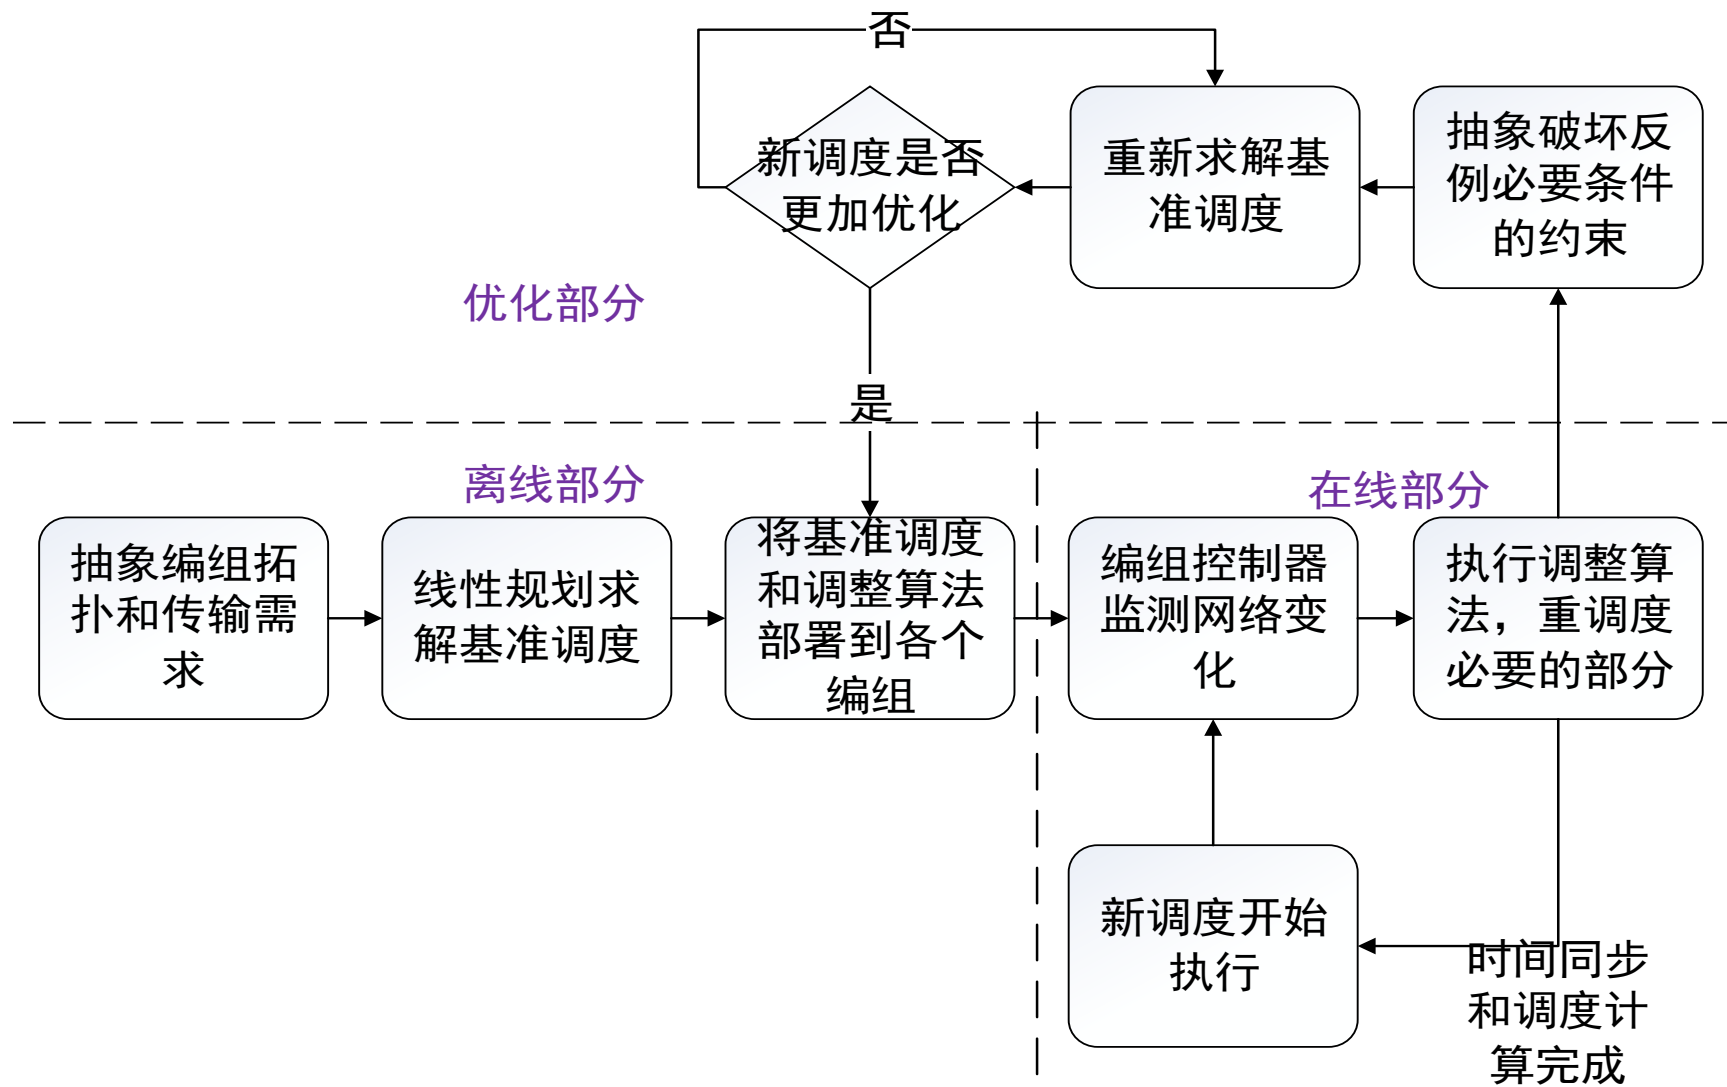 否
新调度是否
更加优化
重新求解基
准调度
抽象破坏反
例必要条件
的约束
优化部分
是
离线部分
在线部分
抽象编组拓
扑和传输需
求
线性规划求
解基准调度
将基准调度
和调整算法
部署到各个
编组
编组控制器
监测网络变
化
执行调整算
法，重调度
必要的部分
新调度开始
执行
时间同步
和调度计
算完成